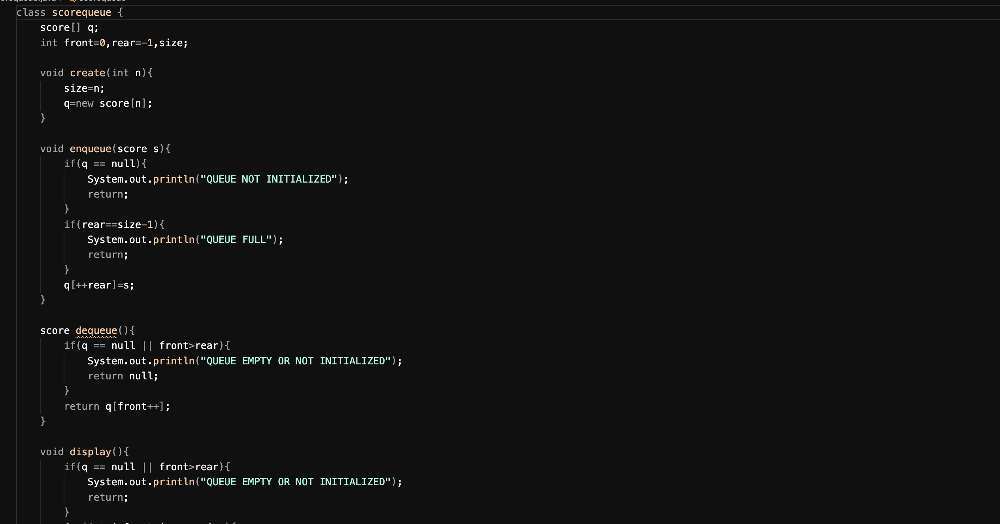 class scorequeue {
    score[] q;
    int front=0,rear=-1,size;

    void create(int n){
        size=n;
        q=new score[n];
    }

    void enqueue(score s){
        if(q == null){
            System.out.println("QUEUE NOT INITIALIZED");
            return;
        }
        if(rear==size-1){
            System.out.println("QUEUE FULL");
            return;
        }
        q[++rear]=s;
    }

    score dequeue(){
        if(q == null || front>rear){
            System.out.println("QUEUE EMPTY OR NOT INITIALIZED");
            return null;
        }
        return q[front++];
    }

    void display(){
        if(q == null || front>rear){
            System.out.println("QUEUE EMPTY OR NOT INITIALIZED");
            return;
        }